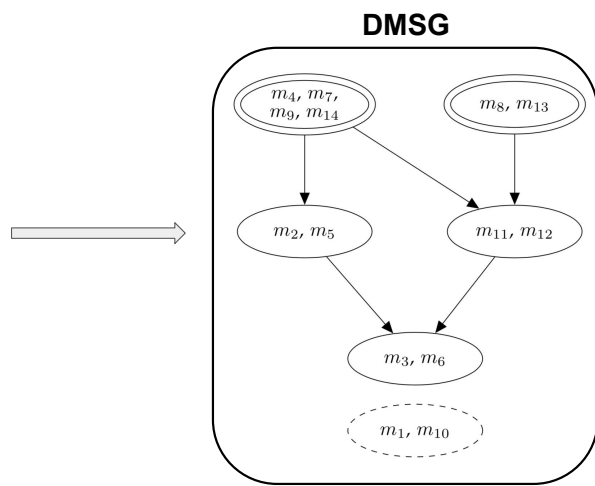 DMSG
m₄, m₇,
m₉, m₁₄
m₈, m₁₃
m₂, m₅
m₁₁, m₁₂
m₃, m₆
m₁, m₁₀